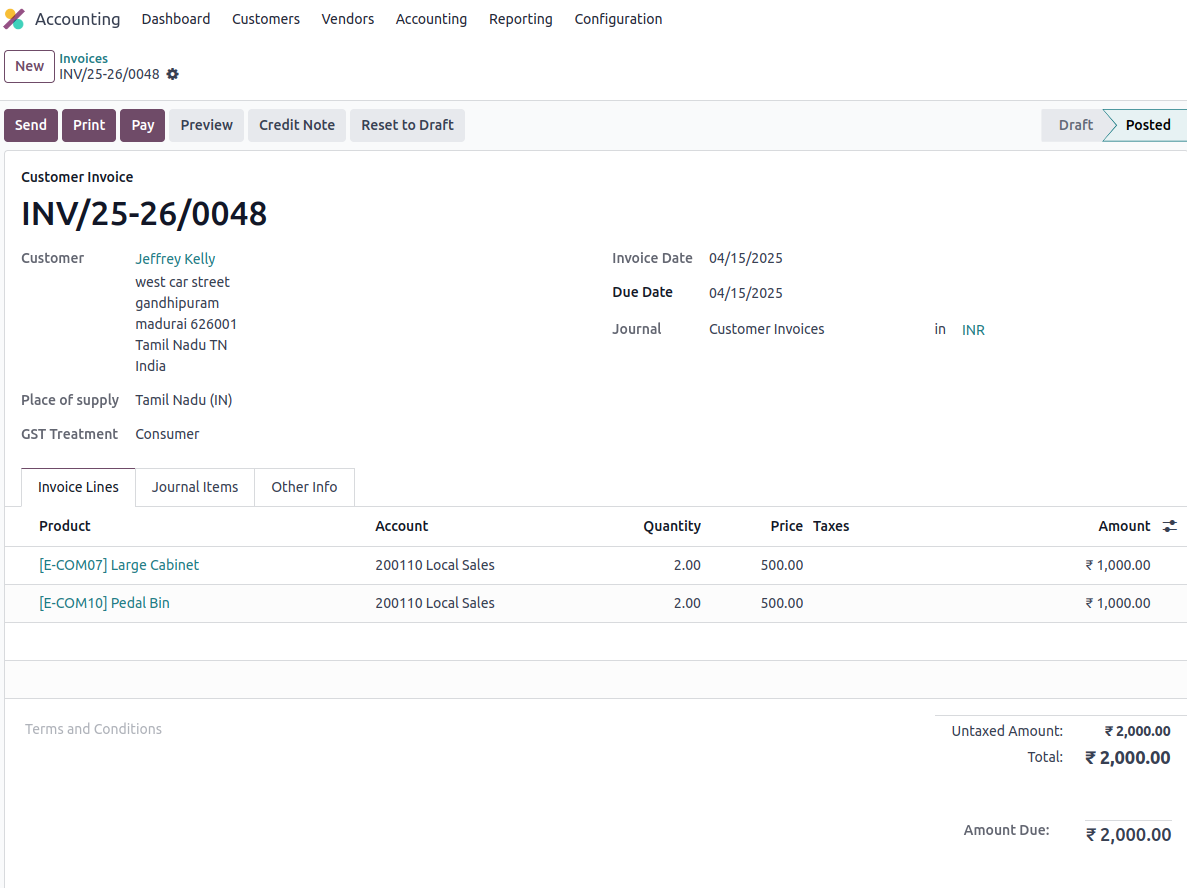 Accounting Dashboard Customers Vendors Accounting Reporting Configuration
New
Invoices
INV/25-26/0048
Send Print Pay Preview Credit Note Reset to Draft Draft Posted
Customer Invoice
INV/25-26/0048
Customer Jeffrey Kelly
west car street
gandhipuram
madurai 626001
Tamil Nadu TN
India
Place of supply Tamil Nadu (IN)
GST Treatment Consumer
Invoice Date 04/15/2025
Due Date 04/15/2025
Journal Customer Invoices in INR
Invoice Lines Journal Items Other Info
Product Account Quantity Price Taxes Amount
[E-COM07] Large Cabinet 200110 Local Sales 2.00 500.00 ₹ 1,000.00
[E-COM10] Pedal Bin 200110 Local Sales 2.00 500.00 ₹ 1,000.00
Terms and Conditions
Untaxed Amount: ₹ 2,000.00
Total: ₹ 2,000.00
Amount Due: ₹ 2,000.00